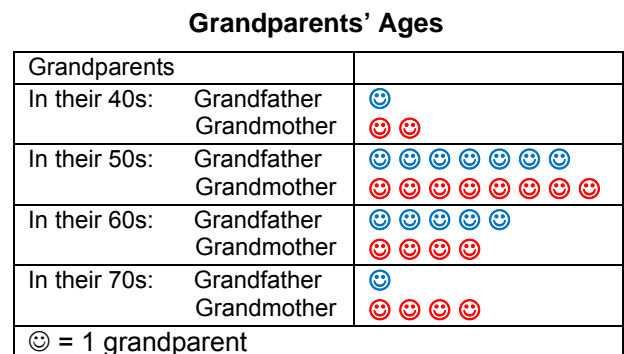 Grandparents’ Ages
Grandparents
In their 40s: Grandfather
Grandmother
In their 50s: Grandfather
Grandmother
In their 60s: Grandfather
Grandmother
In their 70s: Grandfather
Grandmother
☺ = 1 grandparent